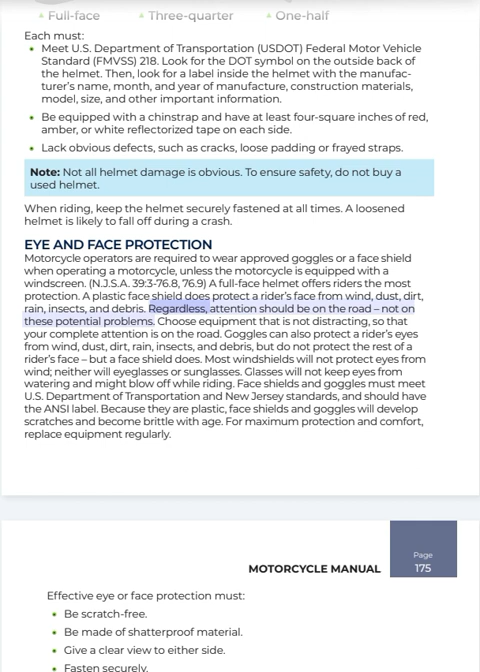 Full-face Three-quarter One-half
Each must:
Meet U.S. Department of Transportation (USDOT) Federal Motor Vehicle
Standard (FMVSS) 218. Look for the DOT symbol on the outside back of
the helmet. Then, look for a label inside the helmet with the manufac-
turer's name, month, and year of manufacture, construction materials,
model, size, and other important information.
Be equipped with a chinstrap and have at least four-square inches of red,
amber, or white reflectorized tape on each side.
Lack obvious defects, such as cracks, loose padding or frayed straps.
Note: Not all helmet damage is obvious. To ensure safety, do not buy a
used helmet.
When riding, keep the helmet securely fastened at all times. A loosened
helmet is likely to fall off during a crash.
EYE AND FACE PROTECTION
Motorcycle operators are required to wear approved goggles or a face shield
when operating a motorcycle, unless the motorcycle is equipped with a
windscreen. (N.J.S.A. 39:3-76.8, 76.9) A full-face helmet offers riders the most
protection. A plastic face shield does protect a rider's face from wind, dust, dirt,
rain, insects, and debris. Regardless, attention should be on the road – not on
these potential problems. Choose equipment that is not distracting, so that
your complete attention is on the road. Goggles can also protect a rider's eyes
from wind, dust, dirt, rain, insects, and debris, but do not protect the rest of a
rider's face – but a face shield does. Most windshields will not protect eyes from
wind; neither will eyeglasses or sunglasses. Glasses will not keep eyes from
watering and might blow off while riding. Face shields and goggles must meet
U.S. Department of Transportation and New Jersey standards, and should have
the ANSI label. Because they are plastic, face shields and goggles will develop
scratches and become brittle with age. For maximum protection and comfort,
replace equipment regularly.
Page
MOTORCYCLE MANUAL 175
Effective eye or face protection must:
Be scratch-free.
Be made of shatterproof material.
Give a clear view to either side.
Fasten securely.